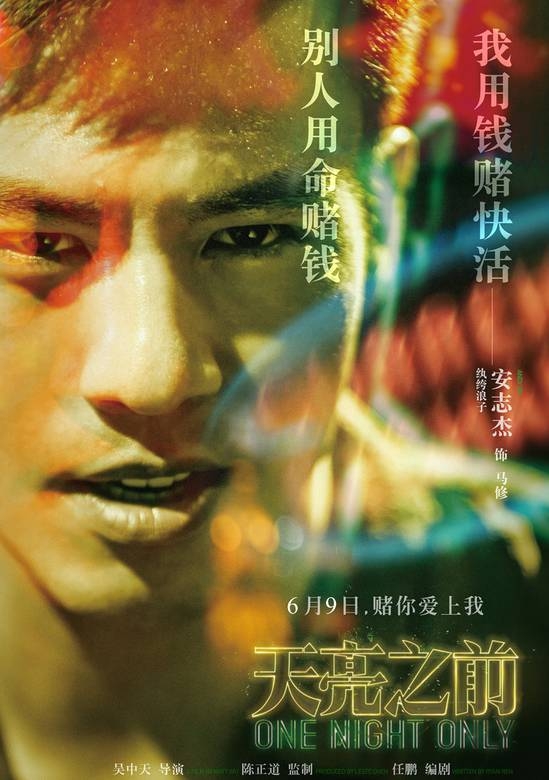 我用钱赌快活
别人用命赌钱
纨绔浪子
安志杰 饰 马修
6月9日,赌你爱上我
天亮之前
ONE NIGHT ONLY
吴中天 导演 陈正道 监制 任鹏 编剧